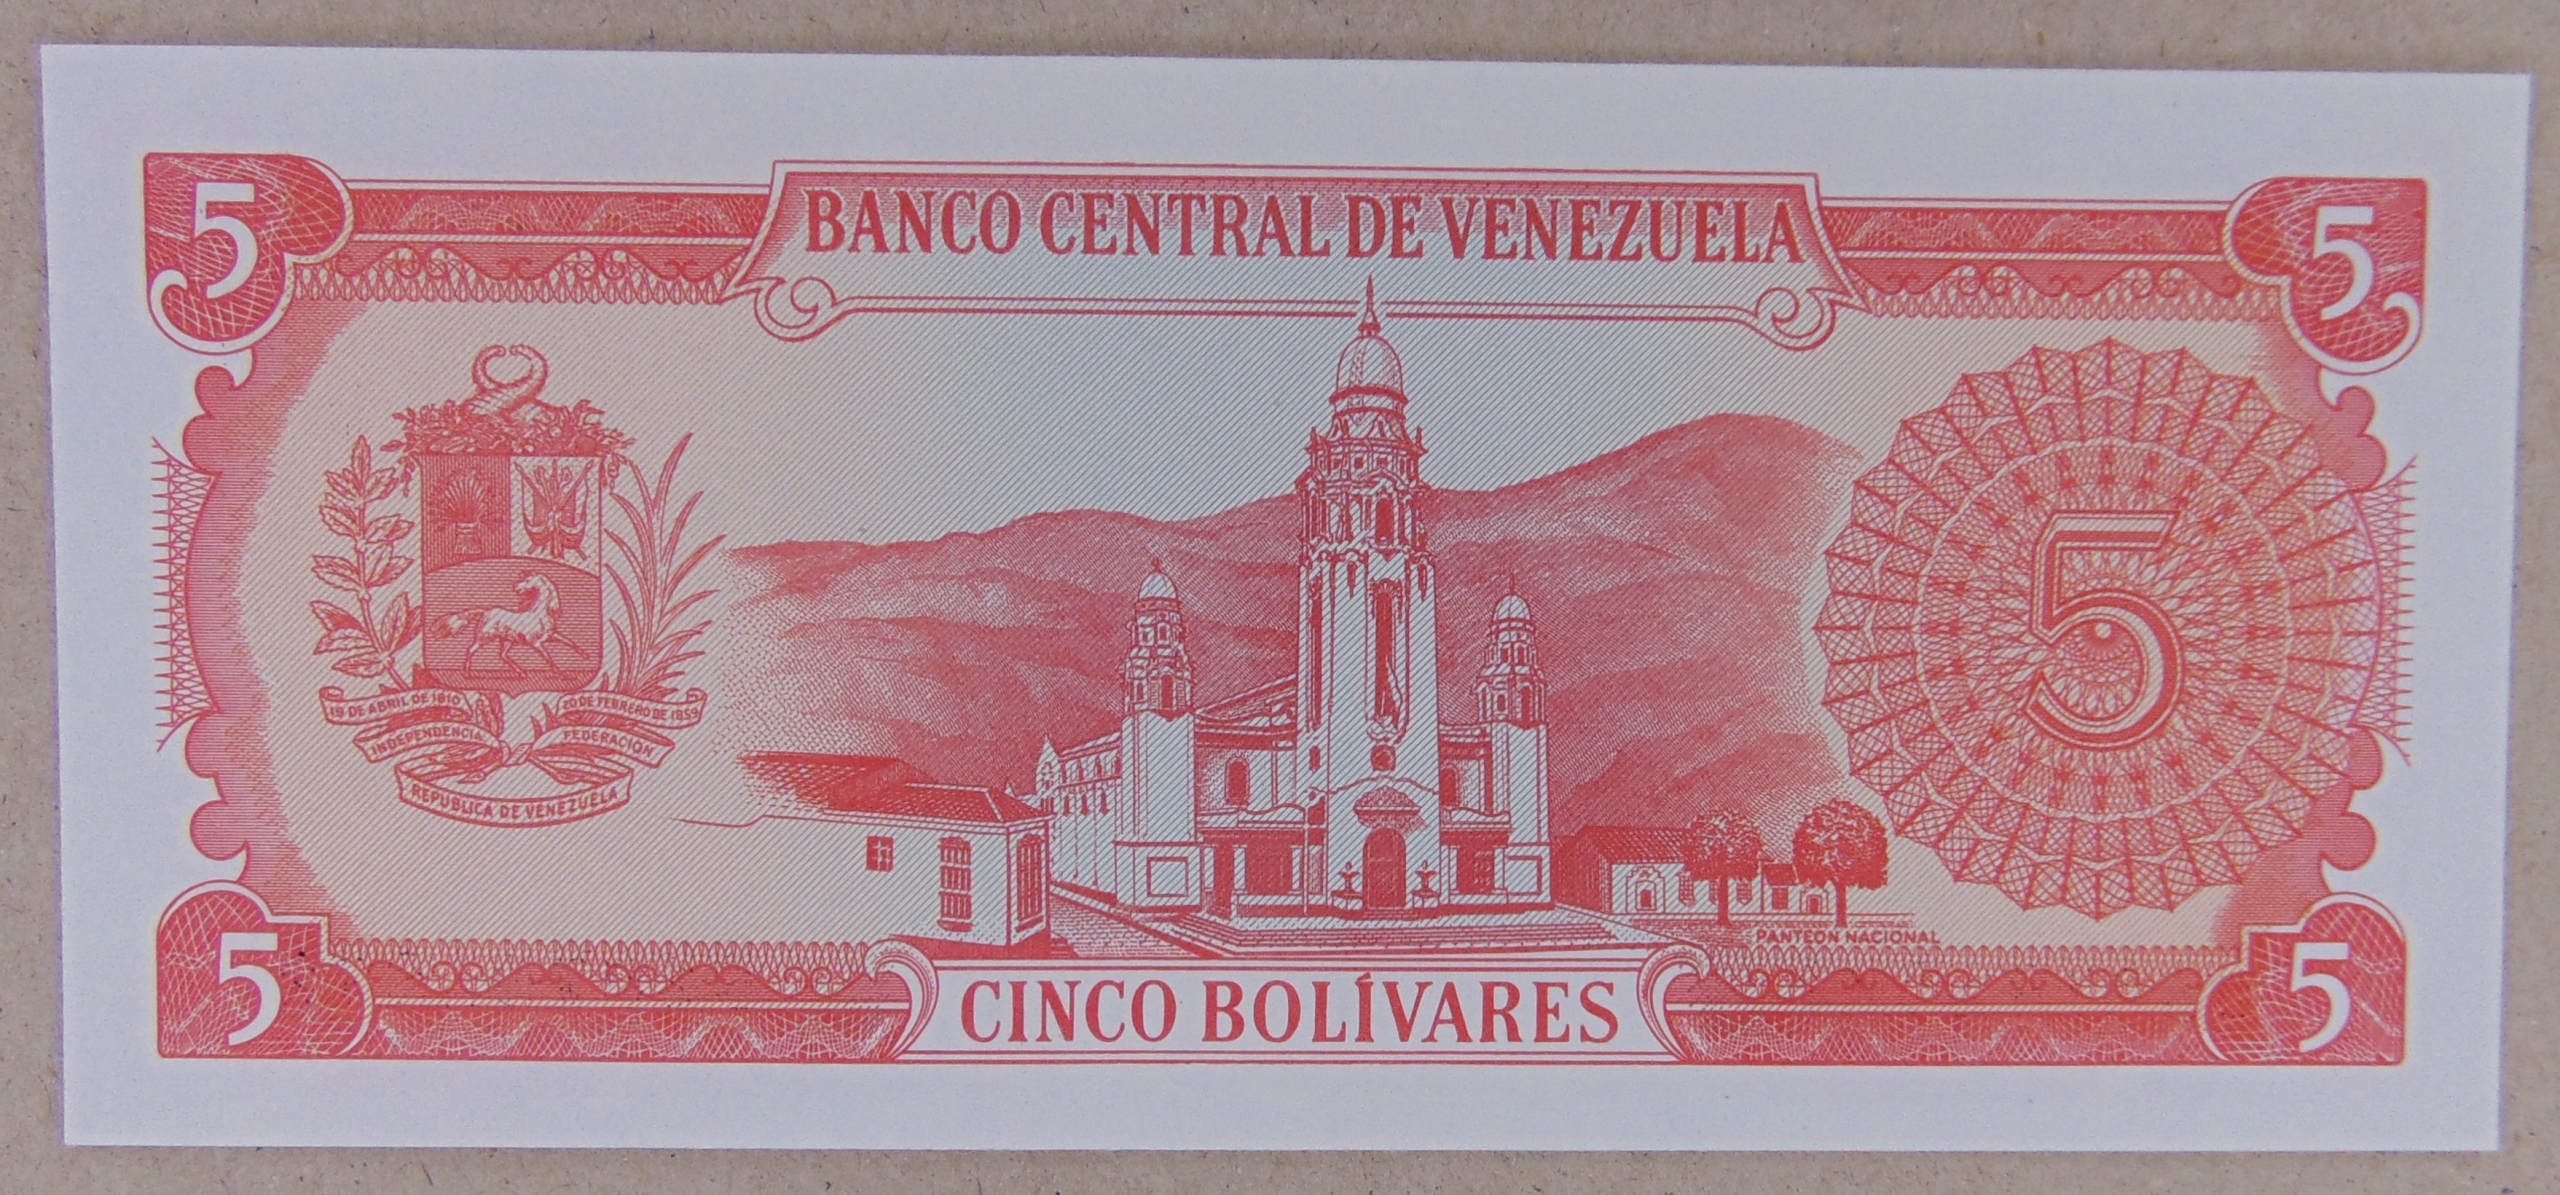 5
BANCO CENTRAL DE VENEZUELA
5
5
19 DE ABRIL DE 1810
20 DE FEBRERO DE 1859
INDEPENDENCIA
FEDERACION
REPUBLICA DE VENEZUELA
PANTEON NACIONAL
5
CINCO BOLÍVARES
5